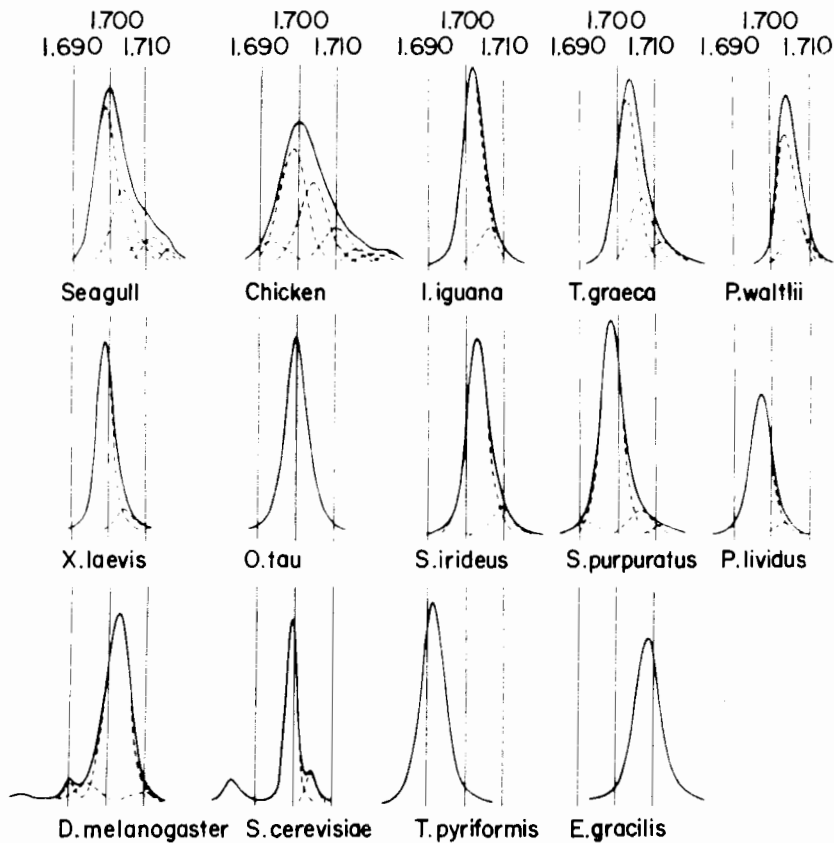 1.700 1.700 1.700 1.700 1.700
1.690 1.710 1.690 1.710 1.690 1.710 1.690 1.710 1.690 1.710
Seagull Chicken I.iguana T.graeca P.waltlii
X.laevis O.tau S.irideus S.purpuratus P.lividus
D.melanogaster S.cerevisiae T.pyriformis E.gracilis